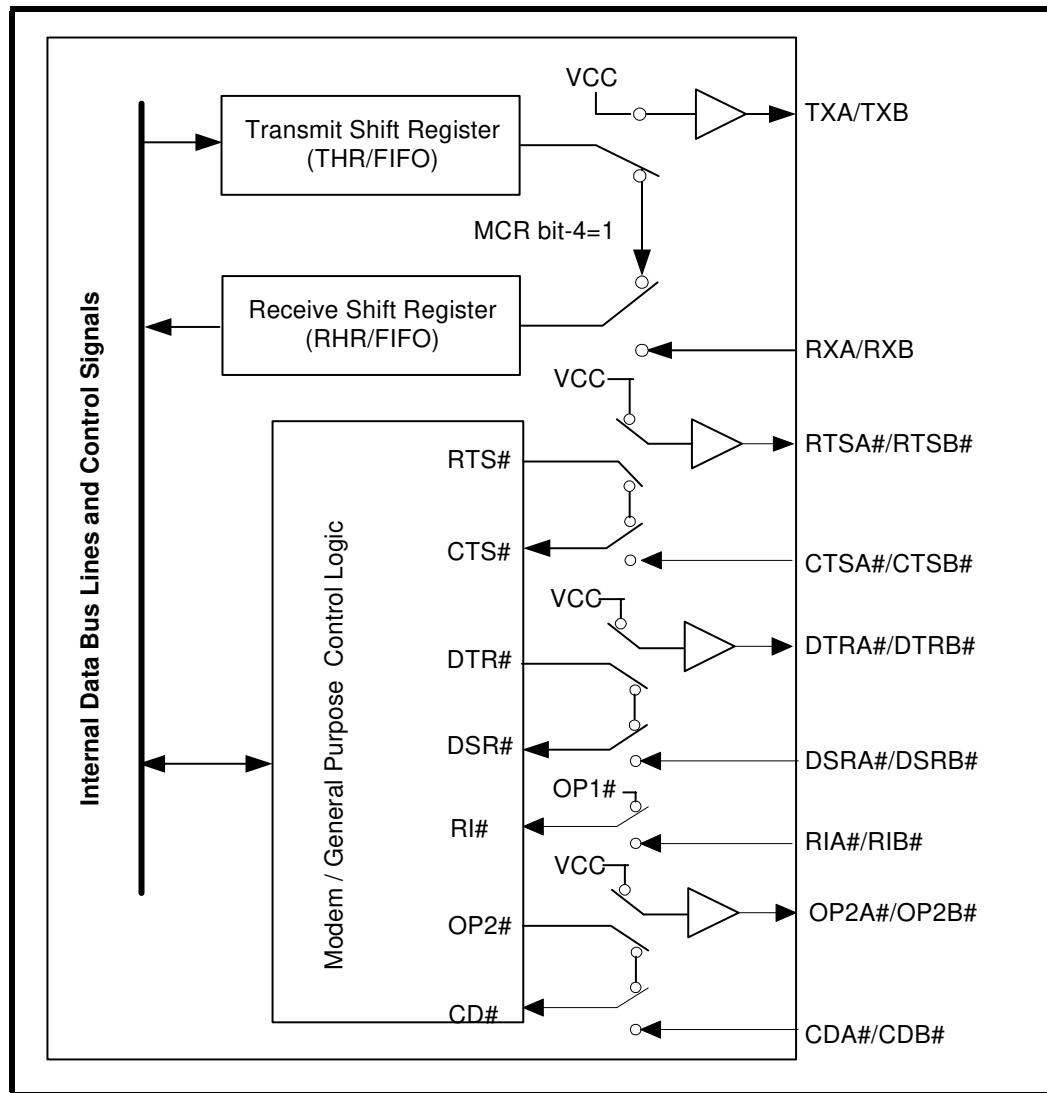 VCC
TXA/TXB
Transmit Shift Register
(THR/FIFO)
MCR bit-4=1
Receive Shift Register
(RHR/FIFO)
RXA/RXB
VCC
RTSA#/RTSB#
RTS#
CTS#
CTSA#/CTSB#
VCC
DTRA#/DTRB#
DTR#
DSR#
DSRA#/DSRB#
OP1#
RI#
RIA#/RIB#
VCC
OP2A#/OP2B#
OP2#
CD#
CDA#/CDB#
Internal Data Bus Lines and Control Signals
Modem / General Purpose Control Logic